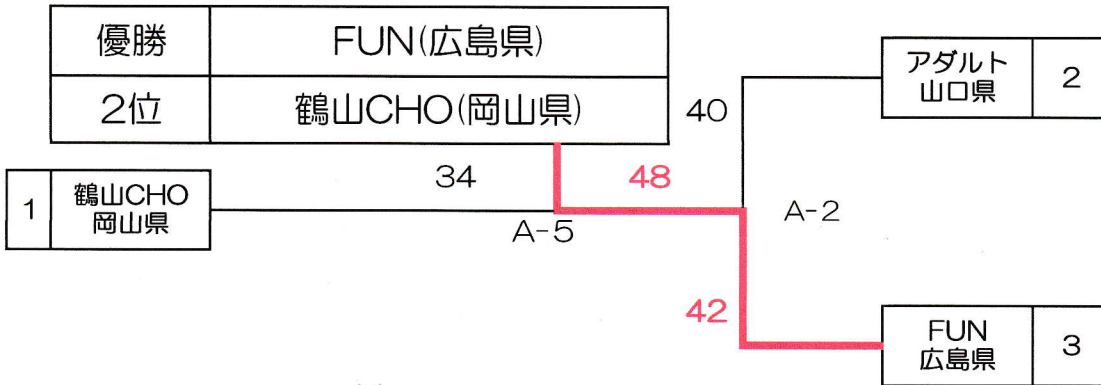 優勝 FUN(広島県)
2位 鶴山CHO(岡山県)
アダルト
山口県
2
40
34
48
1
鶴山CHO
岡山県
A-5
A-2
42
FUN
広島県
3